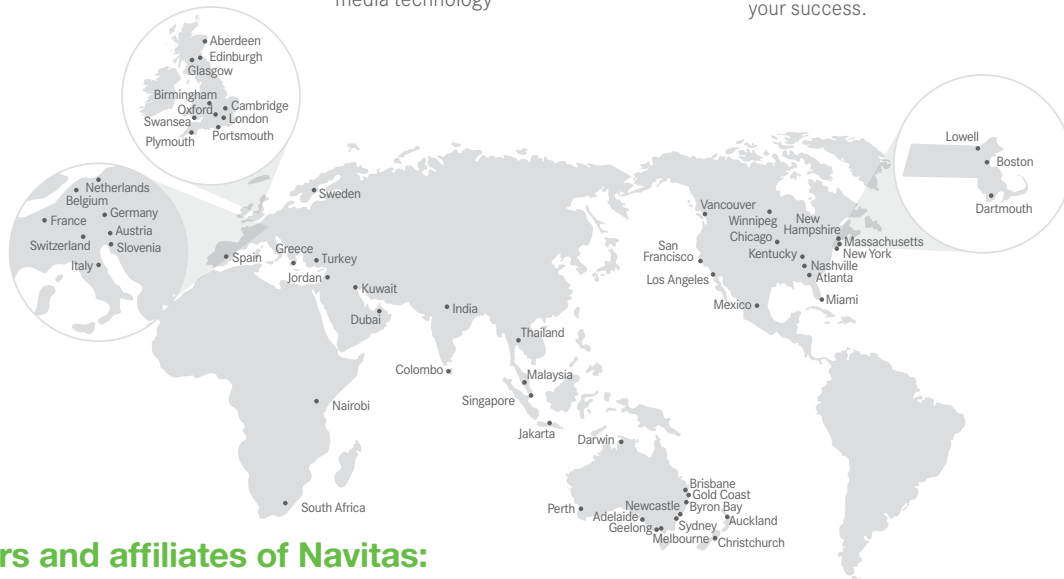 media technology
your success.
Aberdeen
Edinburgh
Glasgow
Birmingham
Oxford
Cambridge
Swansea
London
Plymouth
Portsmouth
Netherlands
Belgium
France
Germany
Austria
Switzerland
Slovenia
Italy
Sweden
Spain
Greece
Turkey
Jordan
Kuwait
Dubai
India
Thailand
Colombo
Malaysia
Singapore
Nairobi
Jakarta
Darwin
South Africa
Perth
Brisbane
Gold Coast
Newcastle
Byron Bay
Adelaide
Geelong
Sydney
Melbourne
Auckland
Christchurch
Vancouver
Winnipeg
New
Hampshire
Chicago
Massachusetts
New York
San
Francisco
Kentucky
Nashville
Los Angeles
Atlanta
Mexico
Miami
Lowell
Boston
Dartmouth
rs and affiliates of Navitas: